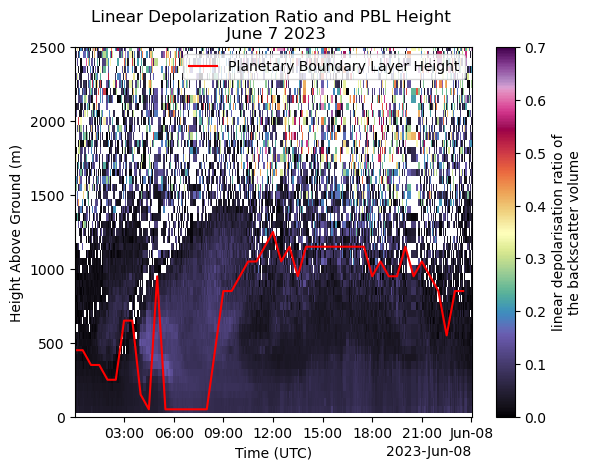 Linear Depolarization Ratio and PBL Height
June 7 2023
Planetary Boundary Layer Height
2500
2000
1500
1000
500
0
Height Above Ground (m)
03:00 06:00 09:00 12:00 15:00 18:00 21:00 Jun-08
2023-Jun-08
Time (UTC)
0.7
0.6
0.5
0.4
0.3
0.2
0.1
0.0
linear depolarisation ratio of
the backscatter volume